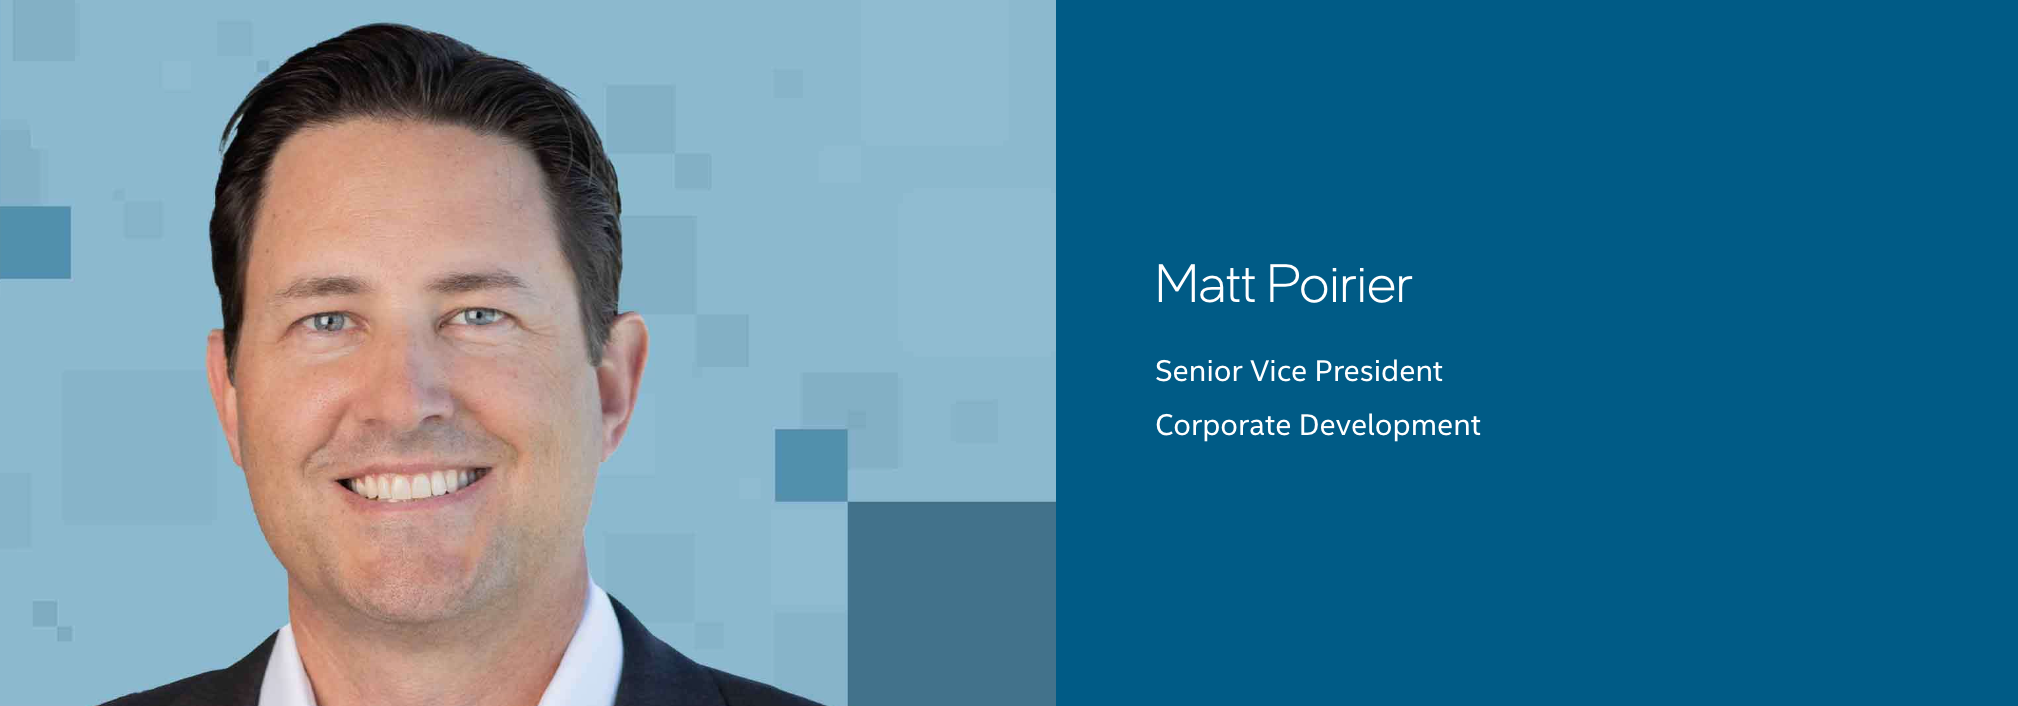 Matt Poirier
Senior Vice President
Corporate Development